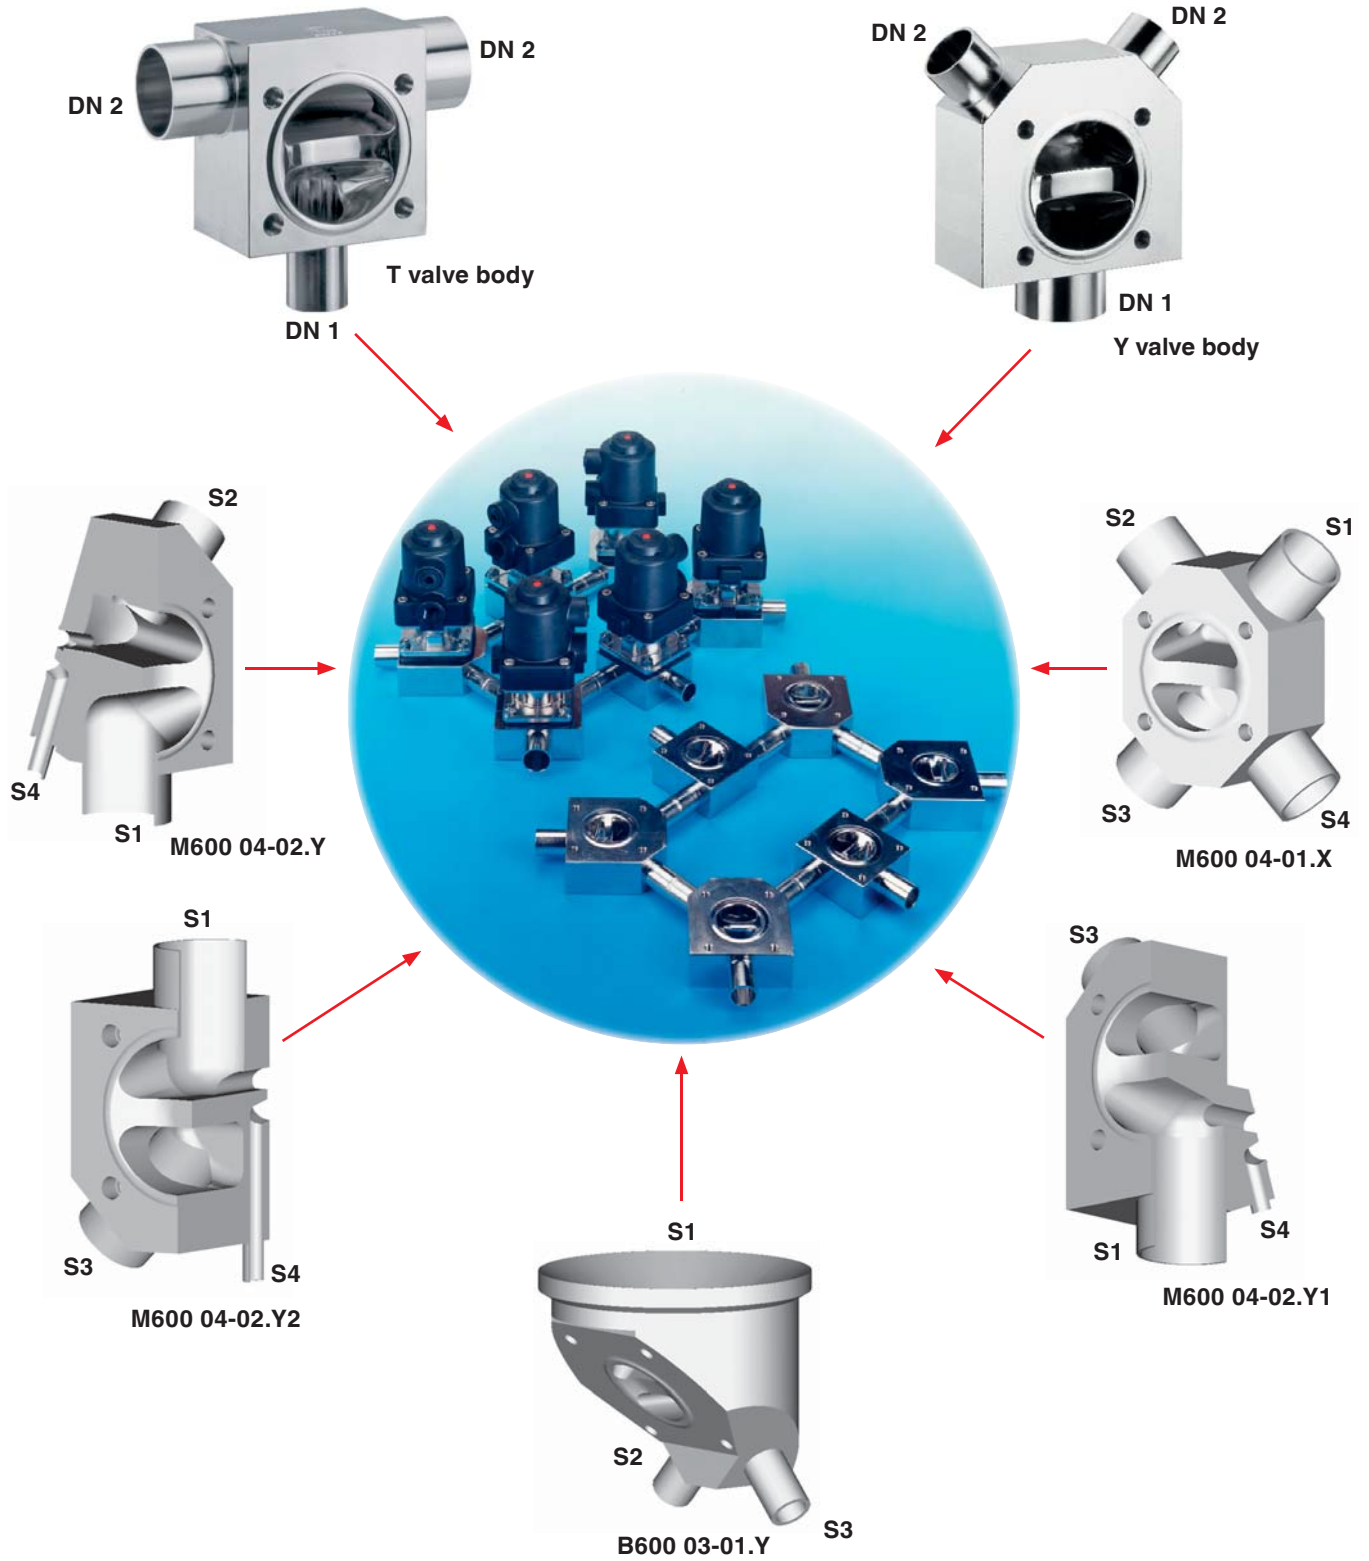 DN 2
DN 2
DN 2
DN 2
T valve body
DN 1
DN 1
Y valve body
S2
S4
S1
M600 04-02.Y
S2
S1
S3
S4
M600 04-01.X
S1
S3
S4
M600 04-02.Y2
S3
S1
S4
M600 04-02.Y1
S1
S2
S3
B600 03-01.Y